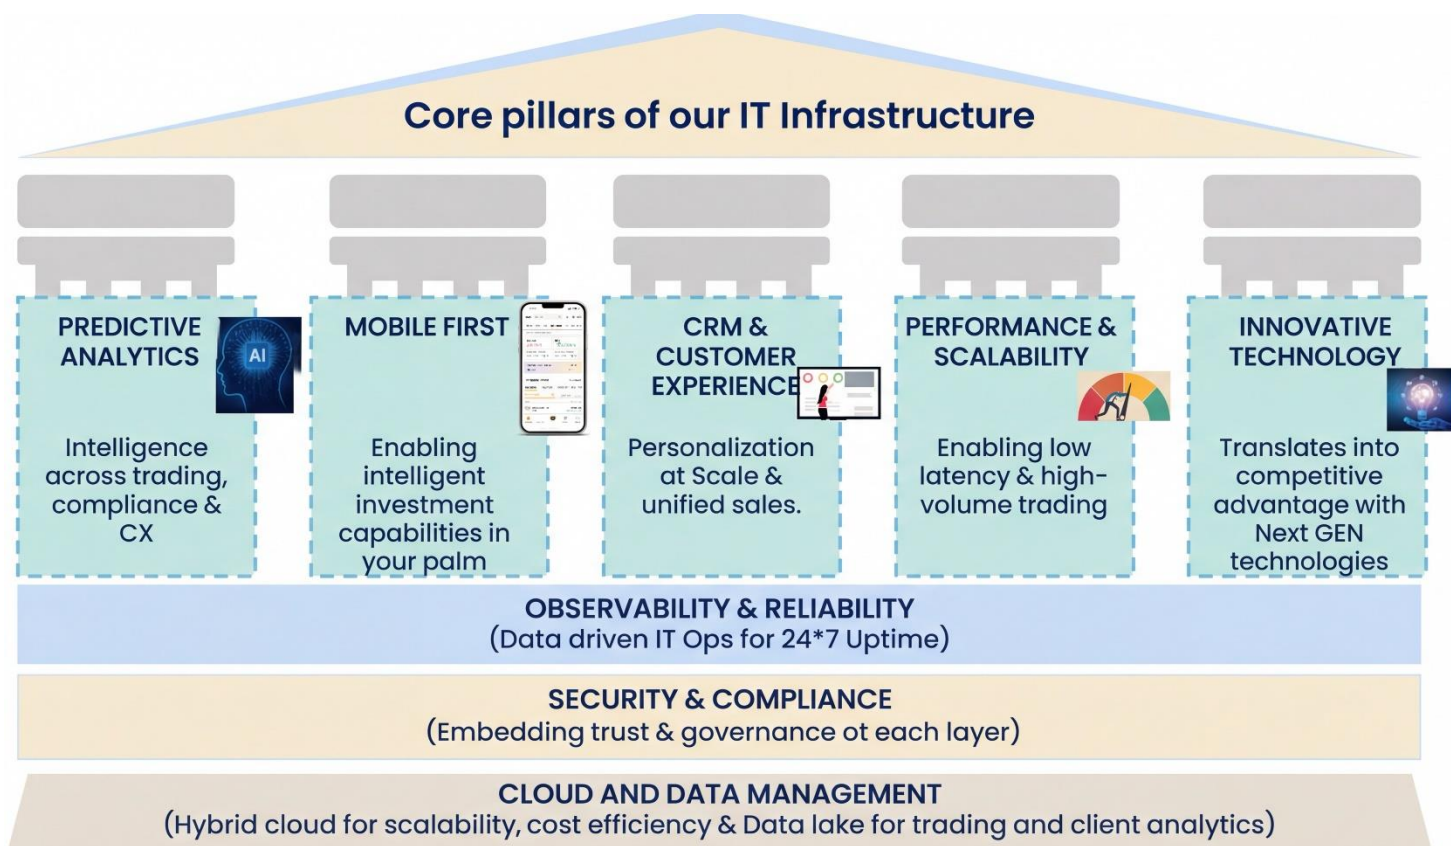 Core pillars of our IT Infrastructure
PREDICTIVE
ANALYTICS
AI
Intelligence
across trading,
compliance &
CX
MOBILE FIRST
Enabling
intelligent
investment
capabilities in
your palm
CRM &
CUSTOMER
EXPERIENCE
Personalization
at Scale &
unified sales.
PERFORMANCE &
SCALABILITY
Enabling low
latency & high-
volume trading
INNOVATIVE
TECHNOLOGY
Translates into
competitive
advantage with
Next GEN
technologies
OBSERVABILITY & RELIABILITY
(Data driven IT Ops for 24*7 Uptime)
SECURITY & COMPLIANCE
(Embedding trust & governance ot each layer)
CLOUD AND DATA MANAGEMENT
(Hybrid cloud for scalability, cost efficiency & Data lake for trading and client analytics)